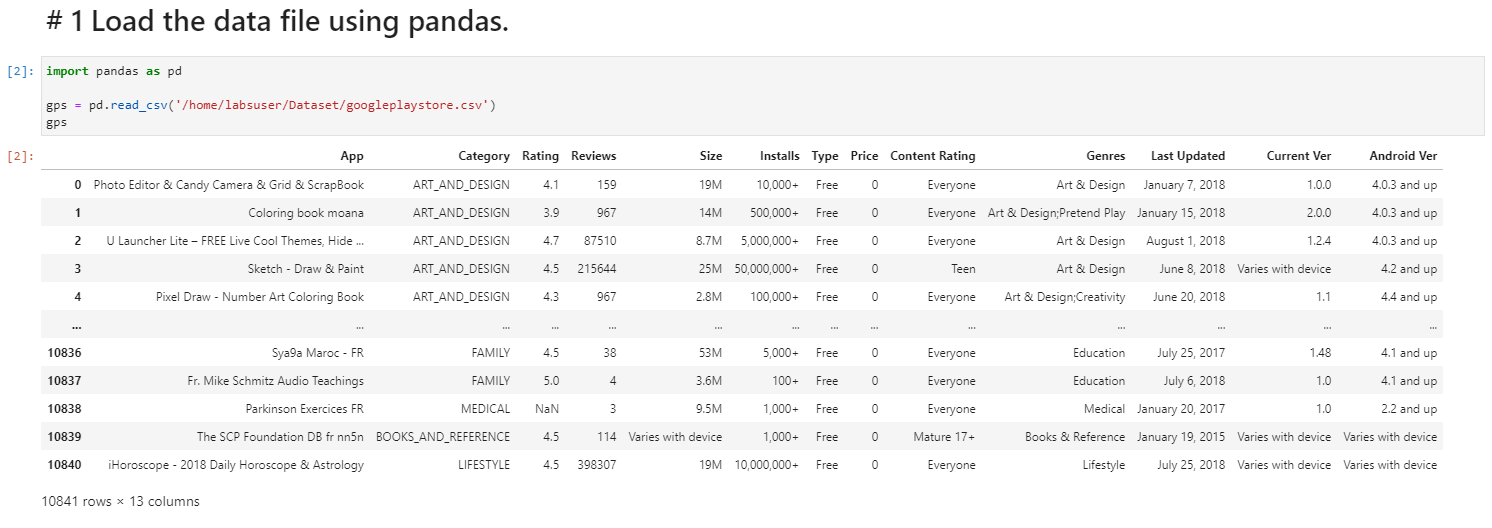 # 1 Load the data file using pandas.
[2]: import pandas as pd
gps = pd.read_csv('/home/labsuser/Dataset/googleplaystore.csv')
gps
[2]: App Category Rating Reviews Size Installs Type Price Content Rating Genres Last Updated Current Ver Android Ver
0 Photo Editor & Candy Camera & Grid & ScrapBook ART_AND_DESIGN 4.1 159 19M 10,000+ Free 0 Everyone Art & Design January 7, 2018 1.0.0 4.0.3 and up
1 Coloring book moana ART_AND_DESIGN 3.9 967 14M 500,000+ Free 0 Everyone Art & Design;Pretend Play January 15, 2018 2.0.0 4.0.3 and up
2 U Launcher Lite – FREE Live Cool Themes, Hide ... ART_AND_DESIGN 4.7 87510 8.7M 5,000,000+ Free 0 Everyone Art & Design August 1, 2018 1.2.4 4.0.3 and up
3 Sketch - Draw & Paint ART_AND_DESIGN 4.5 215644 25M 50,000,000+ Free 0 Teen Art & Design June 8, 2018 Varies with device 4.2 and up
4 Pixel Draw - Number Art Coloring Book ART_AND_DESIGN 4.3 967 2.8M 100,000+ Free 0 Everyone Art & Design;Creativity June 20, 2018 1.1 4.4 and up
... ... ... ... ... ... ... ... ... ... ... ... ... ...
10836 Sya9a Maroc - FR FAMILY 4.5 38 53M 5,000+ Free 0 Everyone Education July 25, 2017 1.48 4.1 and up
10837 Fr. Mike Schmitz Audio Teachings FAMILY 5.0 4 3.6M 100+ Free 0 Everyone Education July 6, 2018 1.0 4.1 and up
10838 Parkinson Exercices FR MEDICAL NaN 3 9.5M 1,000+ Free 0 Everyone Medical January 20, 2017 1.0 2.2 and up
10839 The SCP Foundation DB fr nn5n BOOKS_AND_REFERENCE 4.5 114 Varies with device 1,000+ Free 0 Mature 17+ Books & Reference January 19, 2015 Varies with device Varies with device
10840 iHoroscope - 2018 Daily Horoscope & Astrology LIFESTYLE 4.5 398307 19M 10,000,000+ Free 0 Everyone Lifestyle July 25, 2018 Varies with device Varies with device
10841 rows × 13 columns